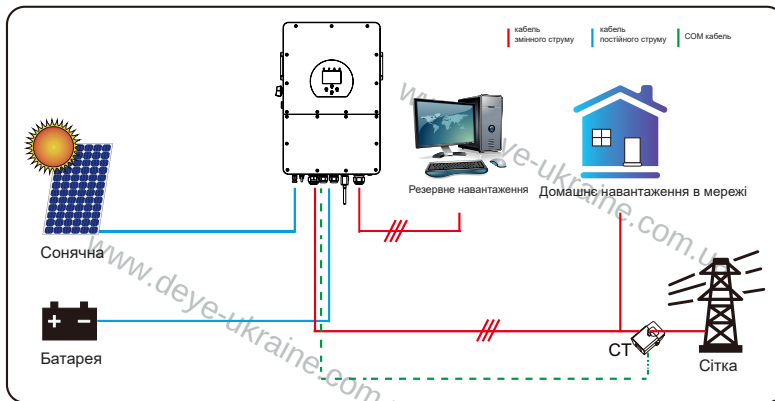 кабель
змінного струму
кабель
постійного струму
COM кабель
Резервне навантаження
Домашнє навантаження в мережі
Сонячна
Батарея
CT
Сітка
www.deye-ukraine.com.ua
www.deye-ukraine.com